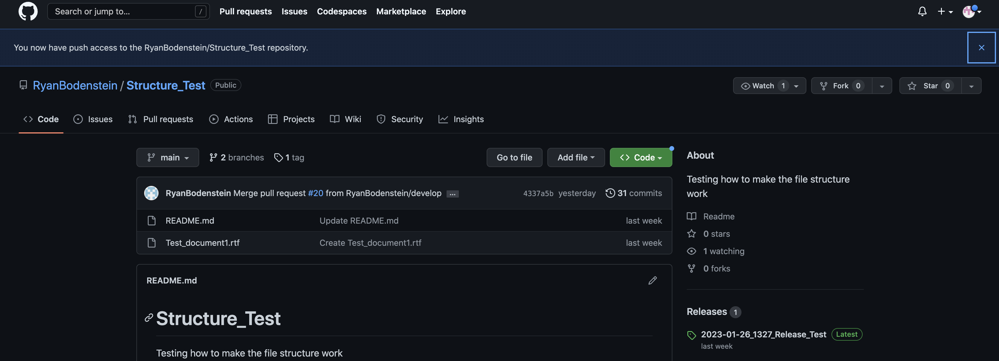 Search or jump to... / Pull requests Issues Codespaces Marketplace Explore
You now have push access to the RyanBodenstein/Structure_Test repository.
RyanBodenstein / Structure_Test Public Watch 1 Fork 0 Star 0
Code Issues Pull requests Actions Projects Wiki Security Insights
main 2 branches 1 tag Go to file Add file Code
RyanBodenstein Merge pull request #20 from RyanBodenstein/develop ... 4337a5b yesterday 31 commits
README.md Update README.md last week
Test_document1.rtf Create Test_document1.rtf last week
README.md
Structure_Test
Testing how to make the file structure work
About
Testing how to make the file structure
work
Readme
0 stars
1 watching
0 forks
Releases 1
2023-01-26_1327_Release_Test Latest
last week